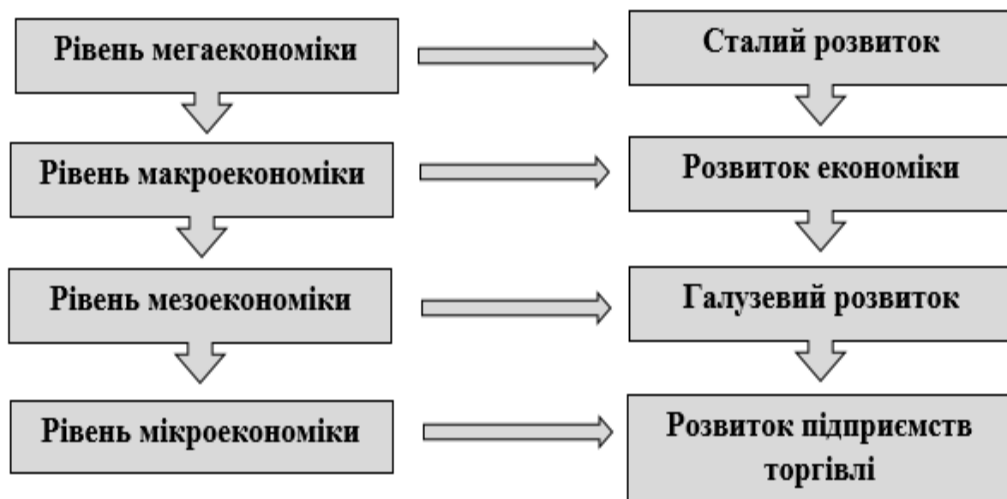 Рівень мегаекономіки
Сталий розвиток
Рівень макроекономіки
Розвиток економіки
Рівень мезоекономіки
Галузевий розвиток
Рівень мікроекономіки
Розвиток підприємств
торгівлі